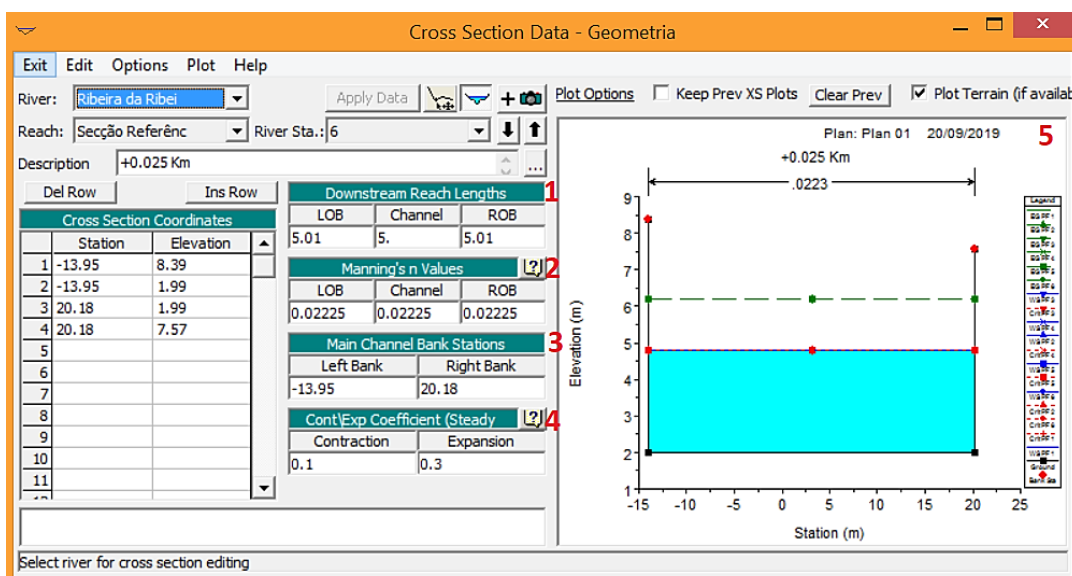 Cross Section Data - Geometria
Exit Edit Options Plot Help
River: Ribeira da Ribei Apply Data
Plot Options Keep Prev XS Plots Clear Prev Plot Terrain (if availab
Reach: Secção Referênc River Sta.: 6
Description +0.025 Km ...
Del Row Ins Row
Cross Section Coordinates
Station Elevation
1 -13.95 8.39
2 -13.95 1.99
3 20.18 1.99
4 20.18 7.57
5
6
7
8
9
10
11
Downstream Reach Lengths 1
LOB Channel ROB
5.01 5. 5.01
Manning's n Values 2
LOB Channel ROB
0.02225 0.02225 0.02225
Main Channel Bank Stations 3
Left Bank Right Bank
-13.95 20.18
Cont\Exp Coefficient (Steady 4
Contraction Expansion
0.1 0.3
Select river for cross section editing
Plan: Plan 01 20/09/2019 5
+0.025 Km
.0223
Elevation (m)
9
8
7
6
5
4
3
2
1
-15 -10 -5 0 5 10 15 20 25
Station (m)
Legend
Ground
Bank Sta